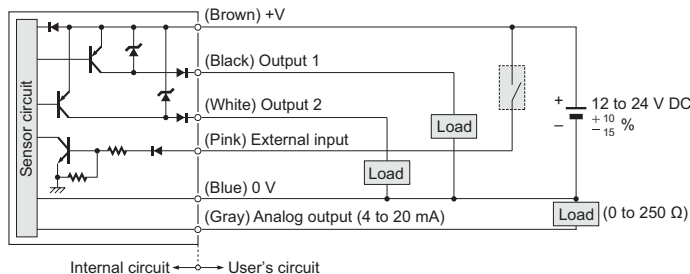 (Brown) +V
(Black) Output 1
(White) Output 2
(Pink) External input
(Blue) 0 V
(Gray) Analog output (4 to 20 mA)
Sensor circuit
Load
Load
+
−
12 to 24 V DC
+ 10
− 15 %
Load (0 to 250 Ω)
Internal circuit
User's circuit